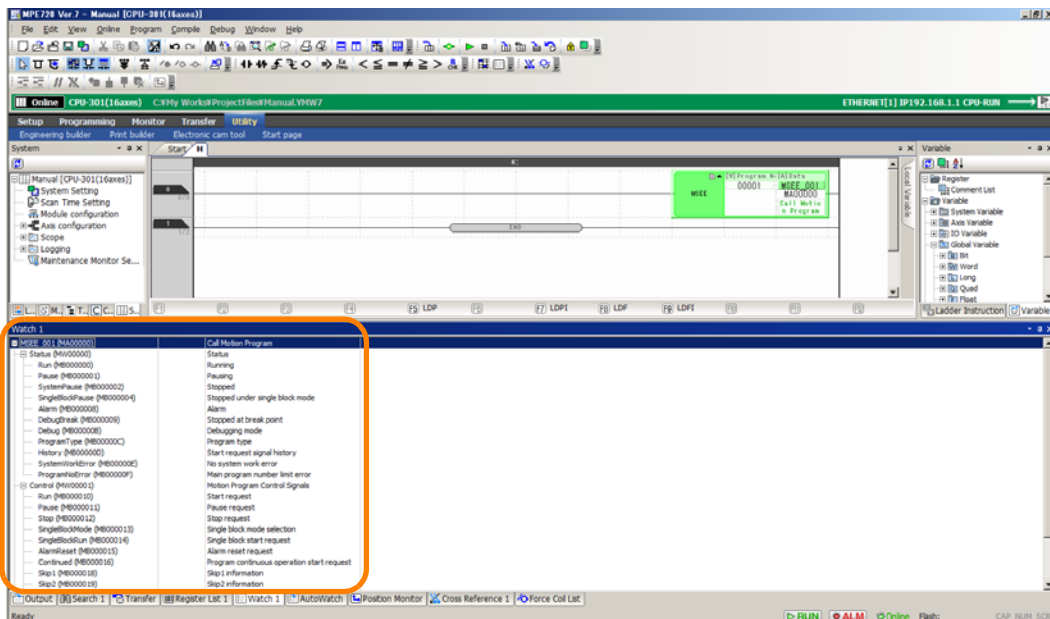 MPE720 Ver.7 - Manual [CPU-301(16axes)]
File Edit View Online Program Compile Debug Window Help
Online CPU-301(16axes) C:¥My Works¥ProjectFiles¥Manual.YMW7 ETHERNET[1] IP192.168.1.1 CPU-RUN
Setup Programming Monitor Transfer Utility
Engineering builder Print builder Electronic cam tool Start page
System
Start H
Variable
Manual [CPU-301(16axes)]
System Setting
Scan Time Setting
Module configuration
Axis configuration
Scope
Logging
Maintenance Monitor Se...
MSEE
00001
MSEE_001
MA00000
Call Motio
n Program
END
Local Variable
Register
Comment List
Variable
System Variable
Axis Variable
IO Variable
Global Variable
Bit
Word
Long
Quad
Float
L... M... T... C... S...
F1 F2 F3 F4 F5 LDP F6 F7 LDPI F8 LDF F9 LDFI
Ladder Instruction Variable
Watch 1
MSEE_001 (MA00000) Call Motion Program
Status (MW00000) Status
Run (MB000000) Running
Pause (MB000001) Pausing
SystemPause (MB000002) Stopped
SingleBlockPause (MB000004) Stopped under single block mode
Alarm (MB000008) Alarm
DebugBreak (MB000009) Stopped at break point
Debug (MB00000B) Debugging mode
ProgramType (MB00000C) Program type
History (MB00000D) Start request signal history
SystemWorkError (MB00000E) No system work error
ProgramNoError (MB00000F) Main program number limit error
Control (MW00001) Motion Program Control Signals
Run (MB000010) Start request
Pause (MB000011) Pause request
Stop (MB000012) Stop request
SingleBlockMode (MB000013) Single block mode selection
SingleBlockRun (MB000014) Single block start request
AlarmReset (MB000015) Alarm reset request
Continued (MB000016) Program continuous operation start request
Skip1 (MB000018) Skip1 information
Skip2 (MB000019) Skip2 information
Output Search 1 Transfer Register List 1 Watch 1 AutoWatch Position Monitor Cross Reference 1 Force Coil List
Ready RUN ALM Online Flash: CAP NUM SCR